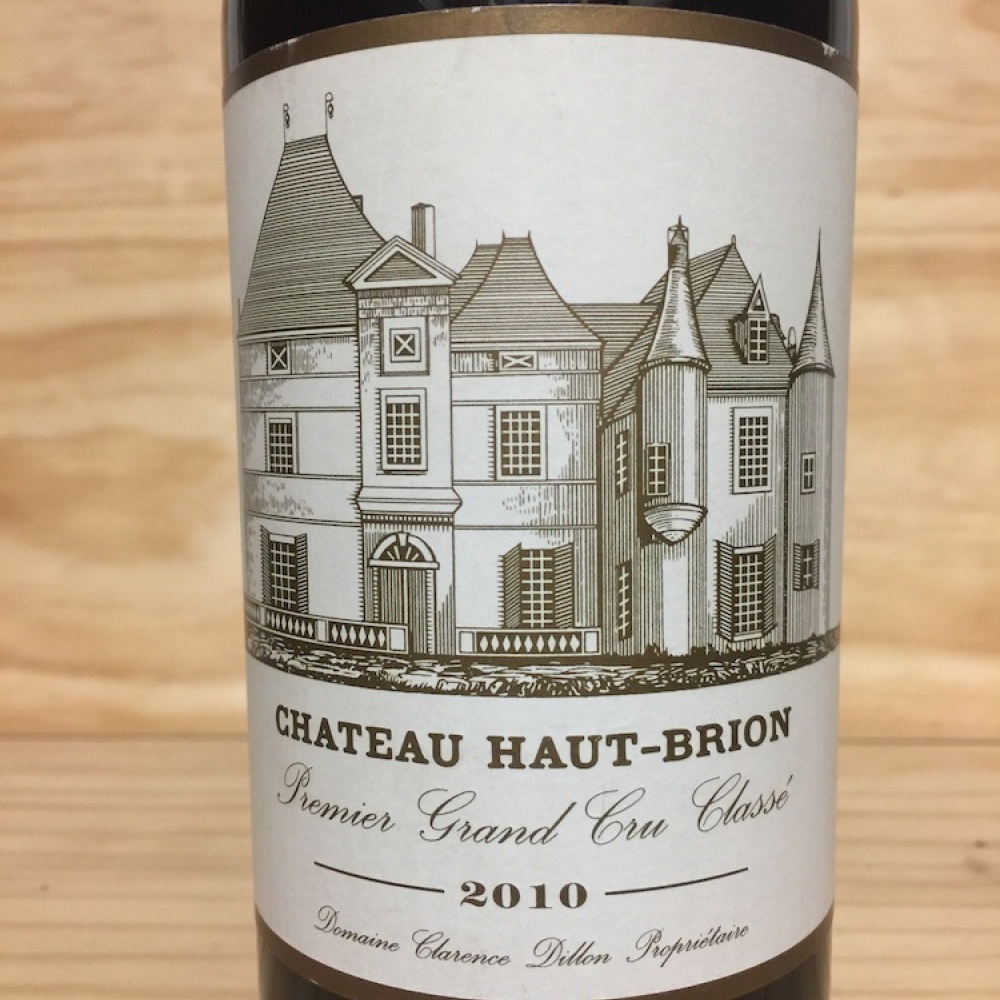 CHATEAU HAUT-BRION
Premier Grand Cru Classé
2010
Domaine Clarence Dillon Propriétaire